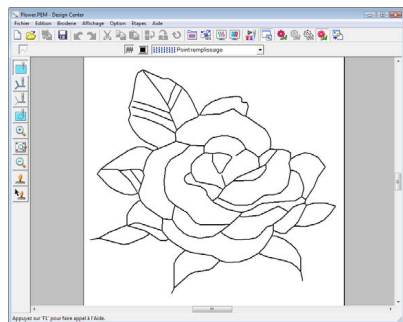 Flower.PEM - Design Center
Fichier Edition Broderie Affichage Option Etapes Aide
Point remplissage
Appuyez sur 'F1' pour faire appel à l'Aide.